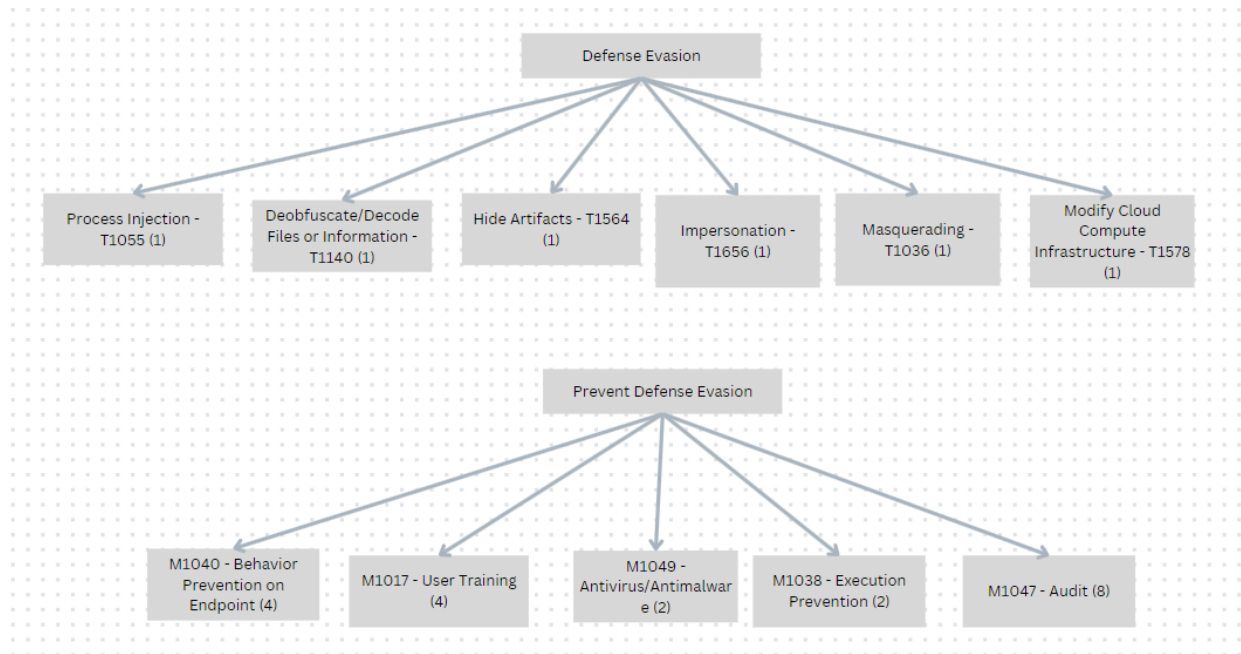 Defense Evasion
Process Injection -
T1055 (1)
Deobfuscate/Decode
Files or Information -
T1140 (1)
Hide Artifacts - T1564
(1)
Impersonation -
T1656 (1)
Masquerading -
T1036 (1)
Modify Cloud
Compute
Infrastructure - T1578
(1)
Prevent Defense Evasion
M1040 - Behavior
Prevention on
Endpoint (4)
M1017 - User Training
(4)
M1049 -
Antivirus/Antimalwar
e (2)
M1038 - Execution
Prevention (2)
M1047 - Audit (8)